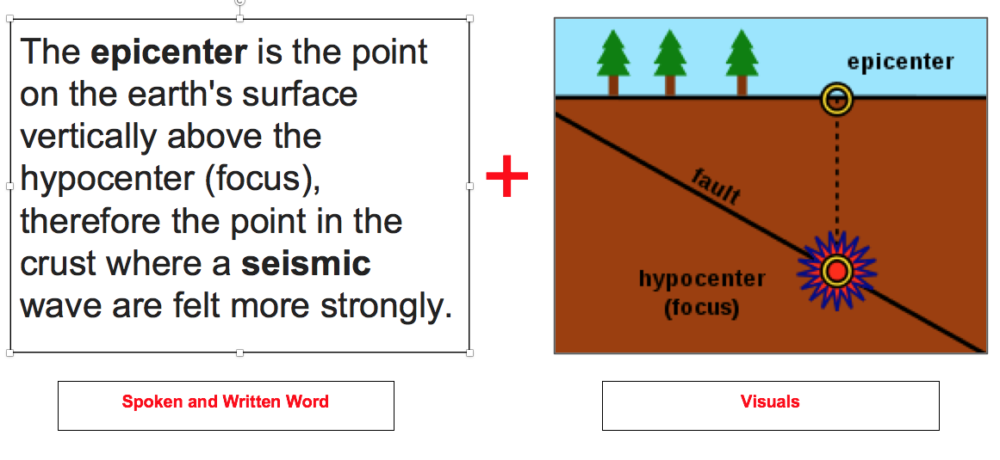 The epicenter is the point
on the earth's surface
vertically above the
hypocenter (focus),
therefore the point in the
crust where a seismic
wave are felt more strongly.
+
epicenter
fault
hypocenter
(focus)
Spoken and Written Word
Visuals